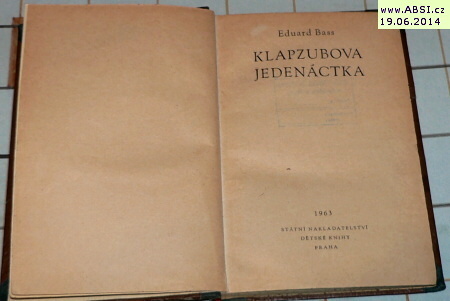 www.ABSI.cz
19.06.2014
Eduard Bass
KLAPZUBOVA
JEDENÁCTKA
1963
STÁTNÍ NAKLADATELSTVÍ
DĚTSKÉ KNIHY
PRAHA